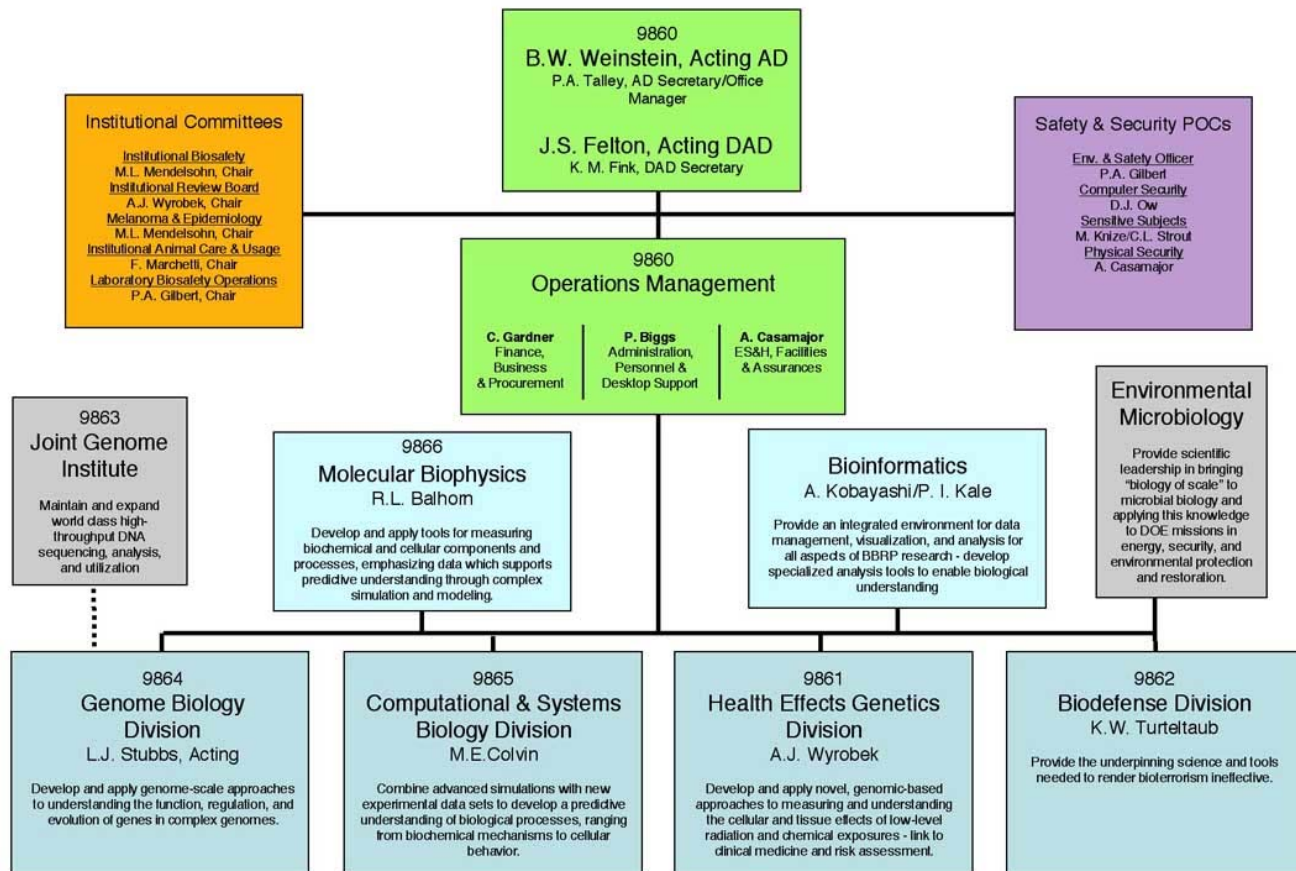 9860
B.W. Weinstein, Acting AD
P.A. Talley, AD Secretary/Office
Manager
J.S. Felton, Acting DAD
K. M. Fink, DAD Secretary
Institutional Committees
Institutional Biosafety
M.L. Mendelsohn, Chair
Institutional Review Board
A.J. Wyrobek, Chair
Melanoma & Epidemiology
M.L. Mendelsohn, Chair
Institutional Animal Care & Usage
F. Marchetti, Chair
Laboratory Biosafety Operations
P.A. Gilbert, Chair
Safety & Security POCs
Env. & Safety Officer
P.A. Gilbert
Computer Security
D.J. Ow
Sensitive Subjects
M. Knize/C.L. Strout
Physical Security
A. Casamajor
9860
Operations Management
C. Gardner
Finance,
Business
& Procurement
P. Biggs
Administration,
Personnel &
Desktop Support
A. Casamajor
ES&H, Facilities
& Assurances
9863
Joint Genome
Institute
Maintain and expand
world class high-
throughput DNA
sequencing, analysis,
and utilization
9866
Molecular Biophysics
R.L. Balhorn
Develop and apply tools for measuring
biochemical and cellular components and
processes, emphasizing data which supports
predictive understanding through complex
simulation and modeling.
Bioinformatics
A. Kobayashi/P. I. Kale
Provide an integrated environment for data
management, visualization, and analysis for
all aspects of BBRP research - develop
specialized analysis tools to enable biological
understanding
Environmental
Microbiology
Provide scientific
leadership in bringing
"biology of scale" to
microbial biology and
applying this knowledge
to DOE missions in
energy, security, and
environmental protection
and restoration.
9864
Genome Biology
Division
L.J. Stubbs, Acting
Develop and apply genome-scale approaches
to understanding the function, regulation, and
evolution of genes in complex genomes.
9865
Computational & Systems
Biology Division
M.E.Colvin
Combine advanced simulations with new
experimental data sets to develop a predictive
understanding of biological processes, ranging
from biochemical mechanisms to cellular
behavior.
9861
Health Effects Genetics
Division
A.J. Wyrobek
Develop and apply novel, genomic-based
approaches to measuring and understanding
the cellular and tissue effects of low-level
radiation and chemical exposures - link to
clinical medicine and risk assessment.
9862
Biodefense Division
K.W. Turteltaub
Provide the underpinning science and tools
needed to render bioterrorism ineffective.